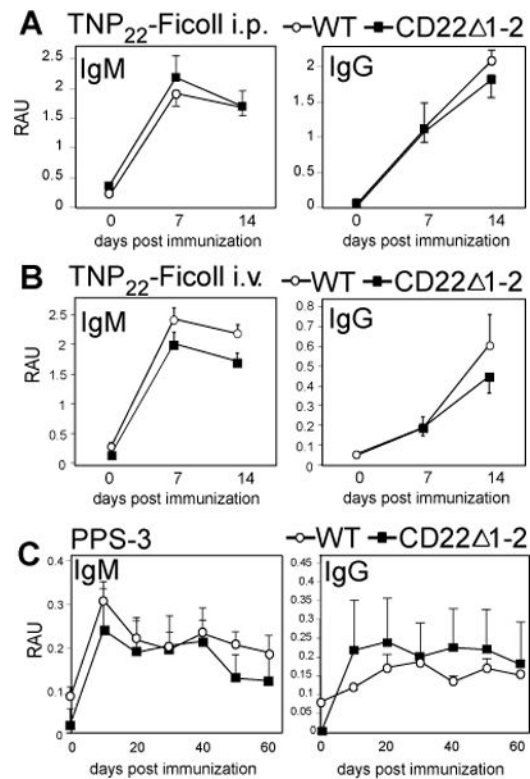 A TNP22-Ficoll i.p. WT CD22Δ1-2
IgM IgG
RAU
2.5
2
1.5
1
0.5
0
0 7 14
days post immunization
2
1.5
1
0.5
0
0 7 14
days post immunization
B TNP22-Ficoll i.v. WT CD22Δ1-2
IgM IgG
RAU
2.5
2
1.5
1
0.5
0
0 7 14
days post immunization
0.8
0.7
0.6
0.5
0.4
0.3
0.2
0.1
0
0 7 14
days post immunization
C PPS-3 WT CD22Δ1-2
IgM IgG
RAU
0.4
0.3
0.2
0.1
0
0 20 40 60
days post immunization
0.45
0.4
0.35
0.3
0.25
0.2
0.15
0.1
0.05
0
0 20 40 60
days post immunization